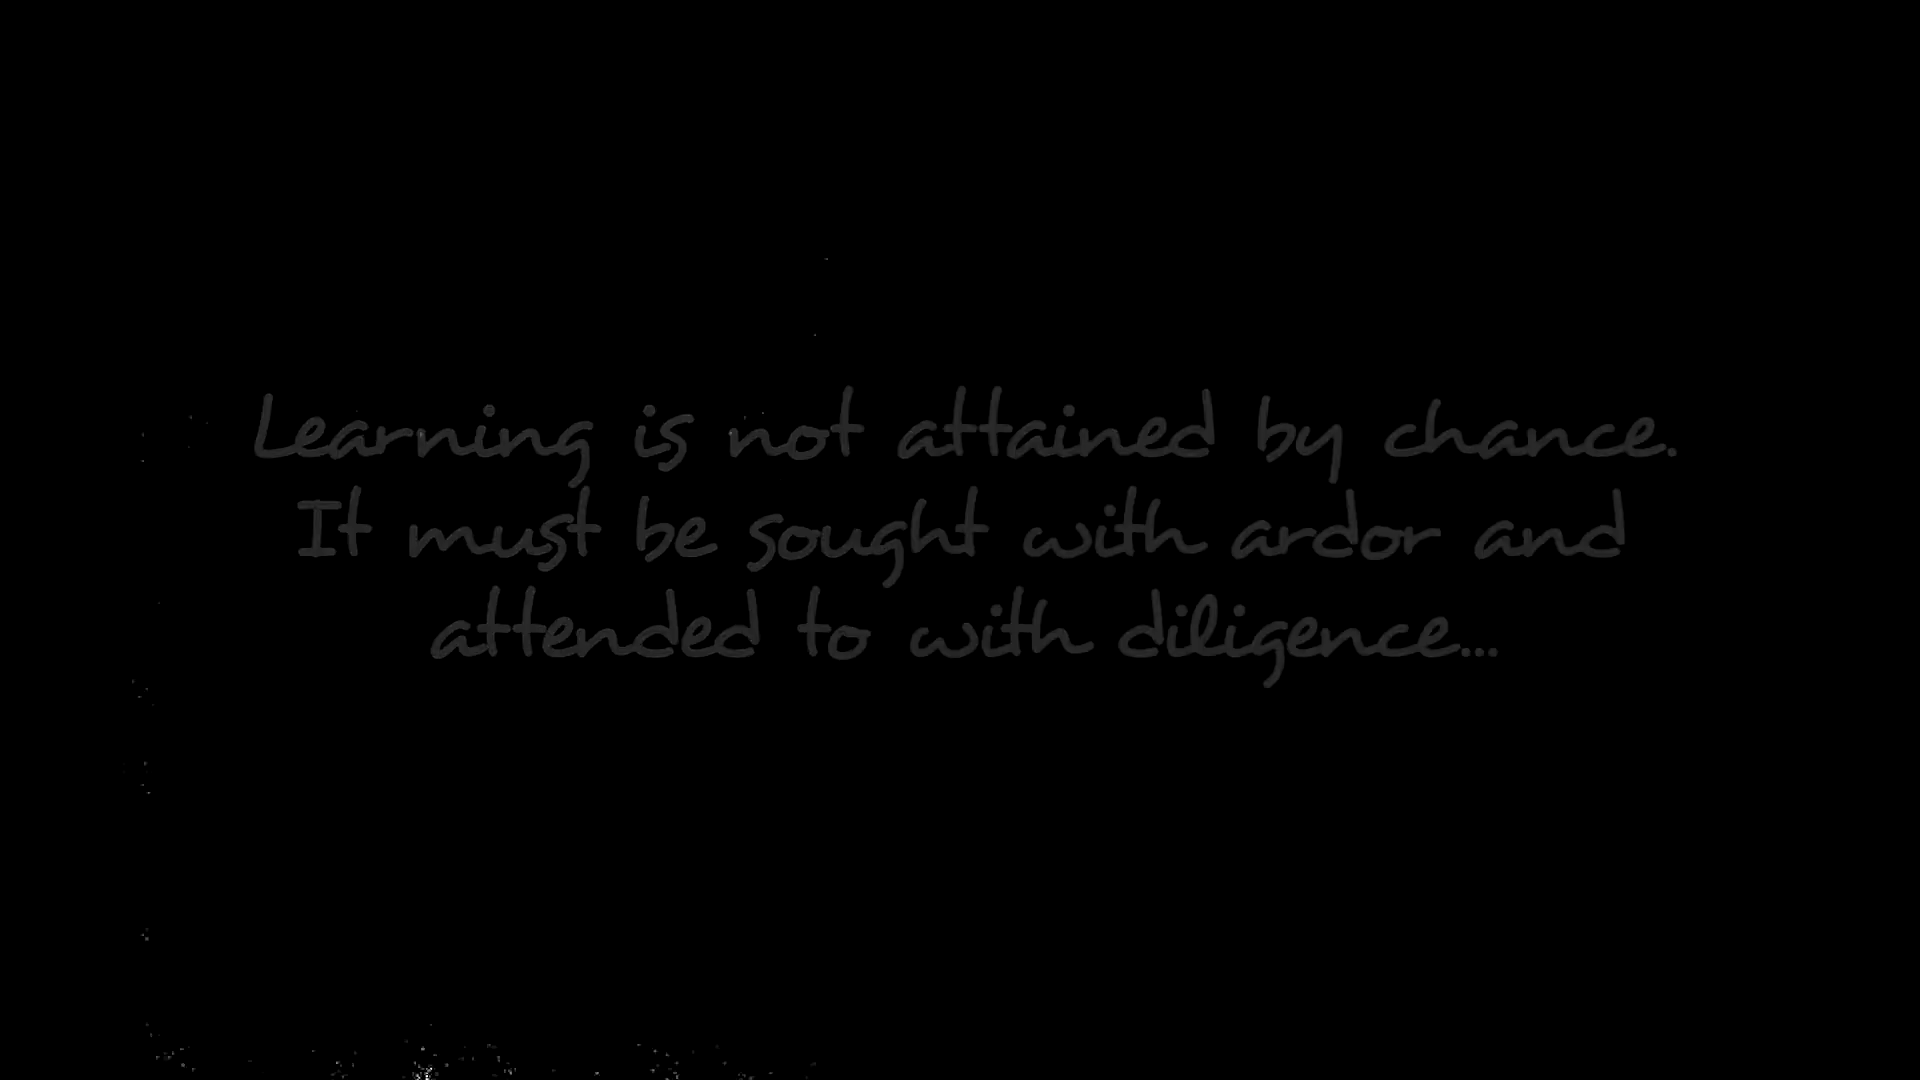 Learning is not attained by chance.
It must be sought with ardor and
attended to with diligence...